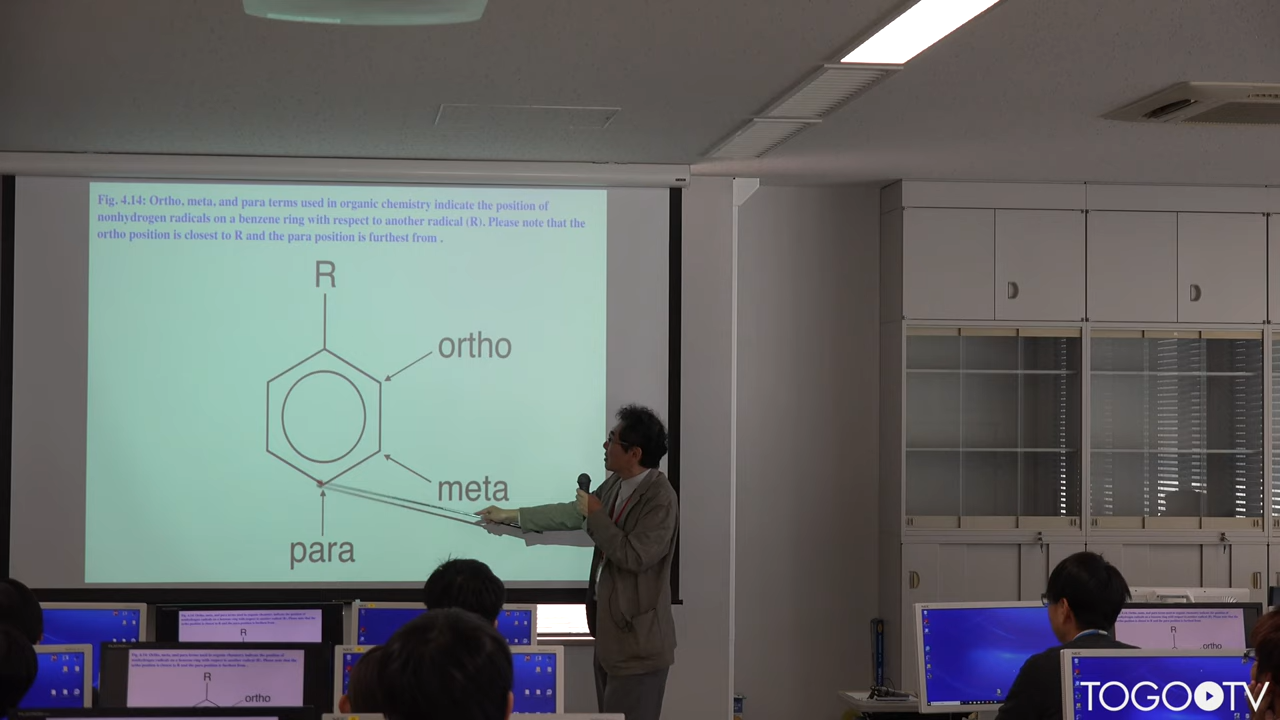 Fig. 4.14: Ortho, meta, and para terms used in organic chemistry indicate the position of
nonhydrogen radicals on a benzene ring with respect to another radical (R). Please note that the
ortho position is closest to R and the para position is furthest from .
R
ortho
meta
para
R
R
ortho
R
ortho
TOGOTV